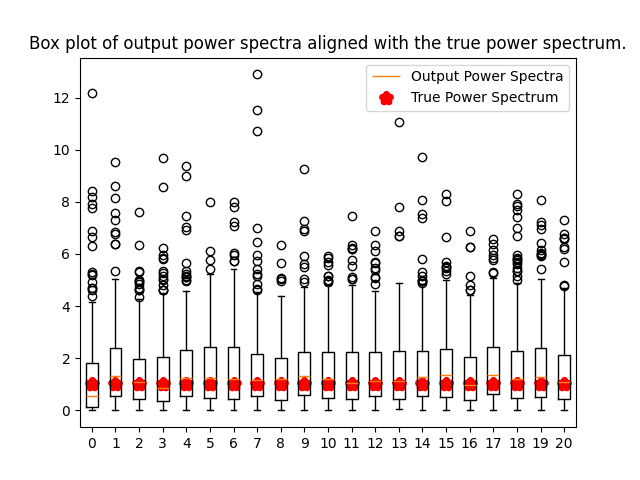 Box plot of output power spectra aligned with the true power spectrum.
Output Power Spectra
True Power Spectrum
12
10
8
6
4
2
0
0 1 2 3 4 5 6 7 8 9 10 11 12 13 14 15 16 17 18 19 20